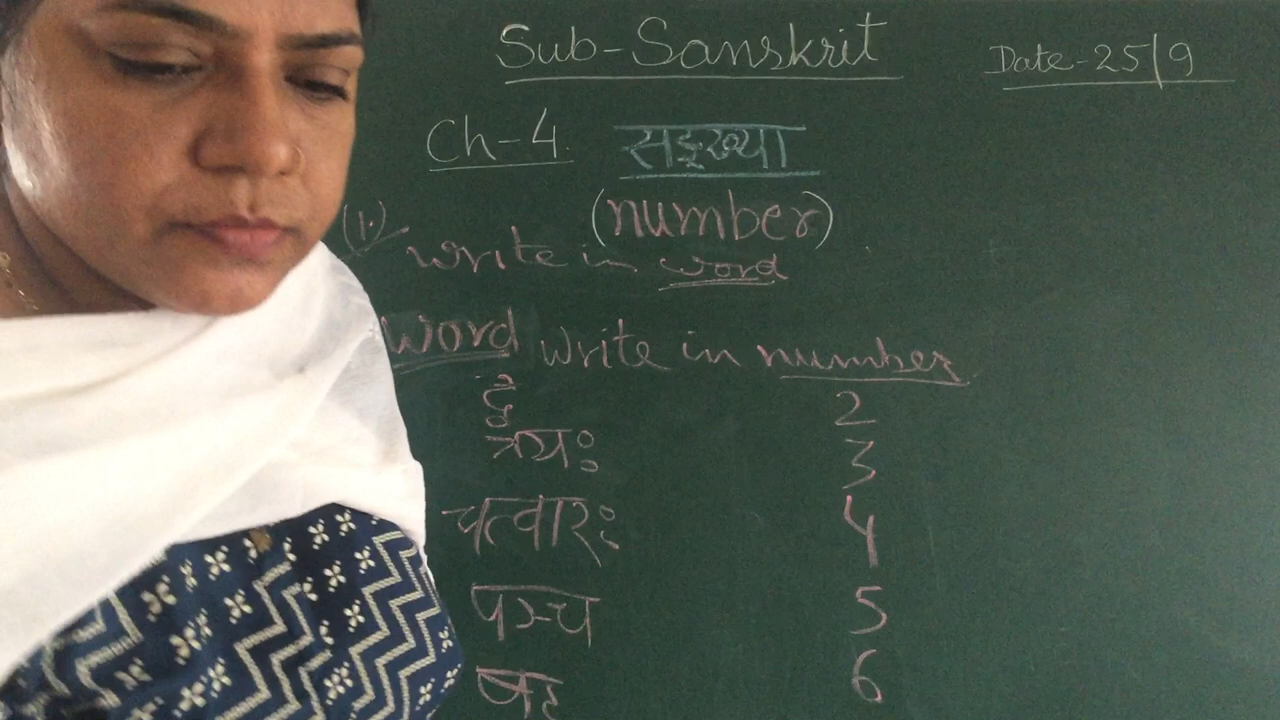 Sub-Sanskrit
Date-25/9
Ch-4. सङ्ख्या
(number)
(1.) write in word
word write in number
द्वे 2
त्रयः 3
चत्वारः 4
पञ्च 5
षट् 6